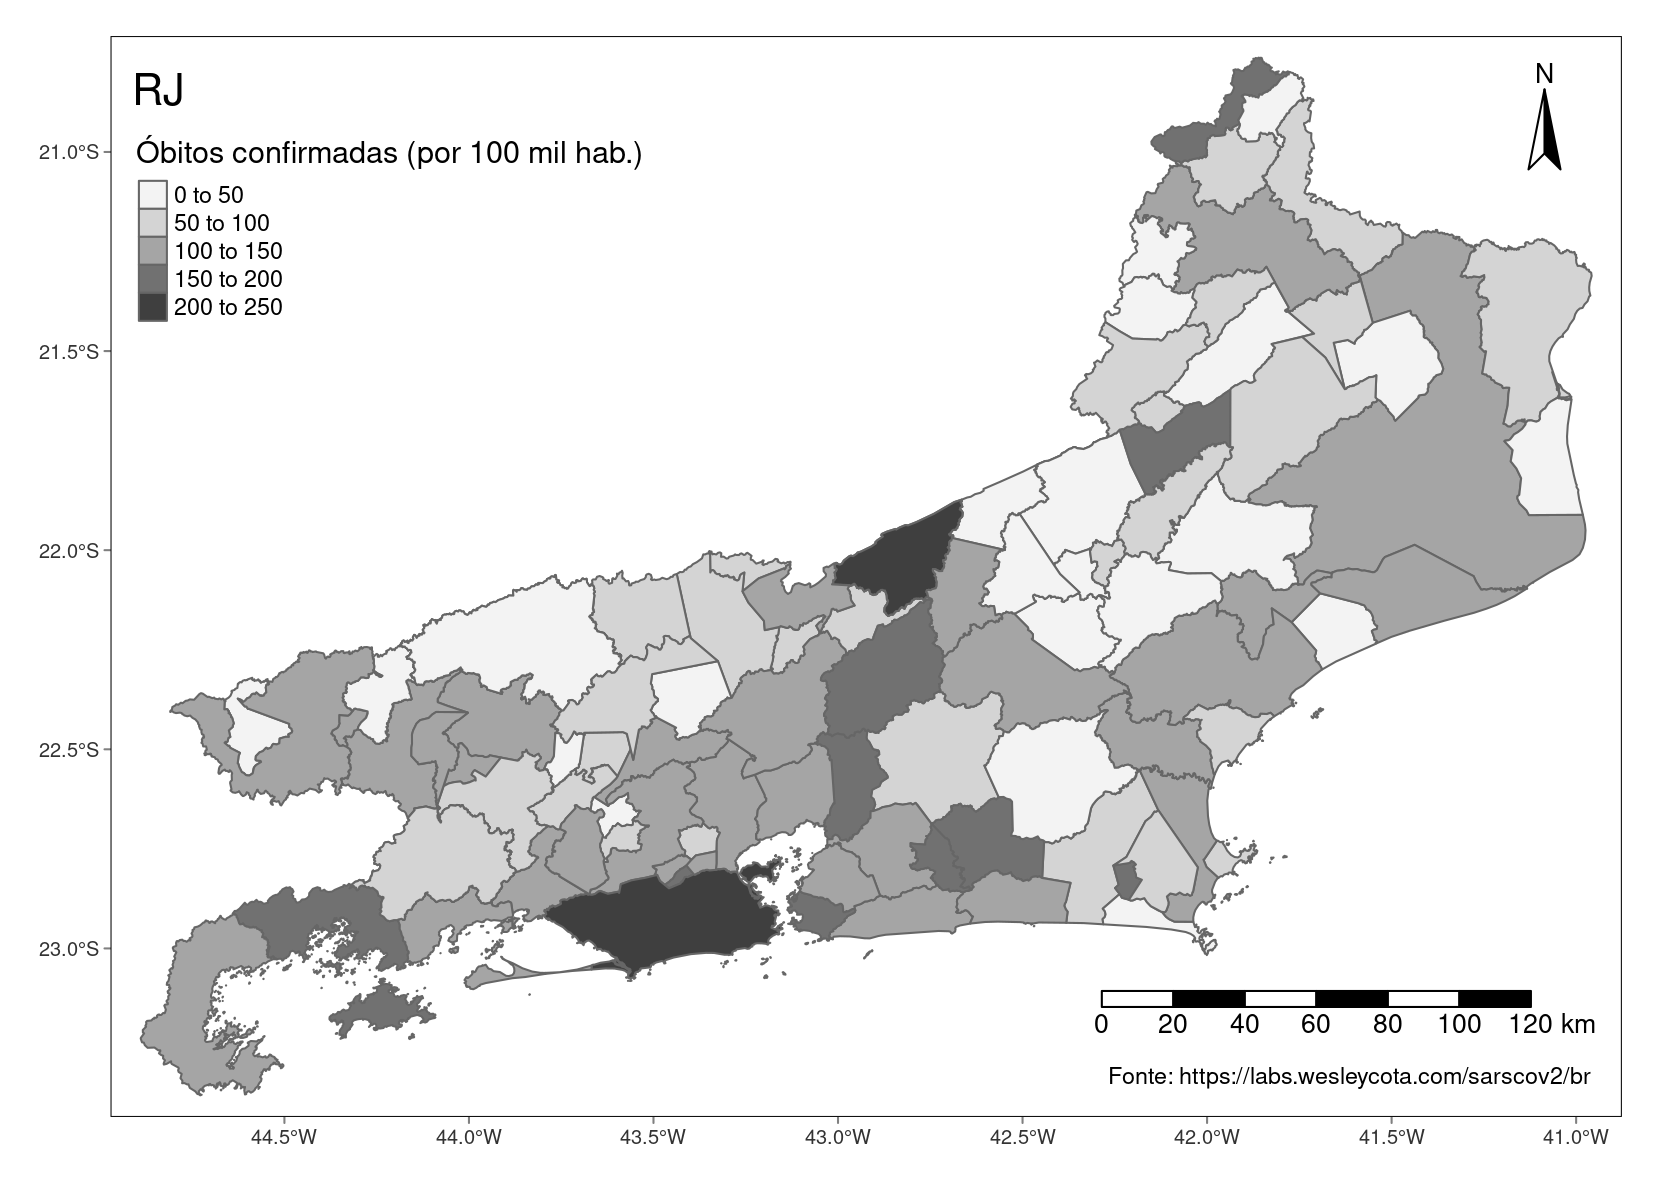 RJ
N
Óbitos confirmadas (por 100 mil hab.)
0 to 50
50 to 100
100 to 150
150 to 200
200 to 250
21.0°S
21.5°S
22.0°S
22.5°S
23.0°S
0 20 40 60 80 100 120 km
Fonte: https://labs.wesleycota.com/sarscov2/br
44.5°W 44.0°W 43.5°W 43.0°W 42.5°W 42.0°W 41.5°W 41.0°W